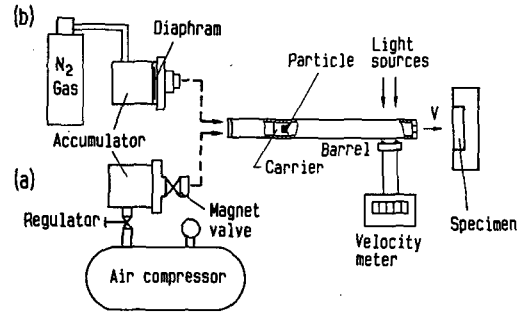 (b)
Diaphram
N2
Gas
Accumulator
(a)
Regulator
Magnet
valve
Air compressor
Light
sources
Particle
V
Barrel
Carrier
Velocity
meter
Specimen